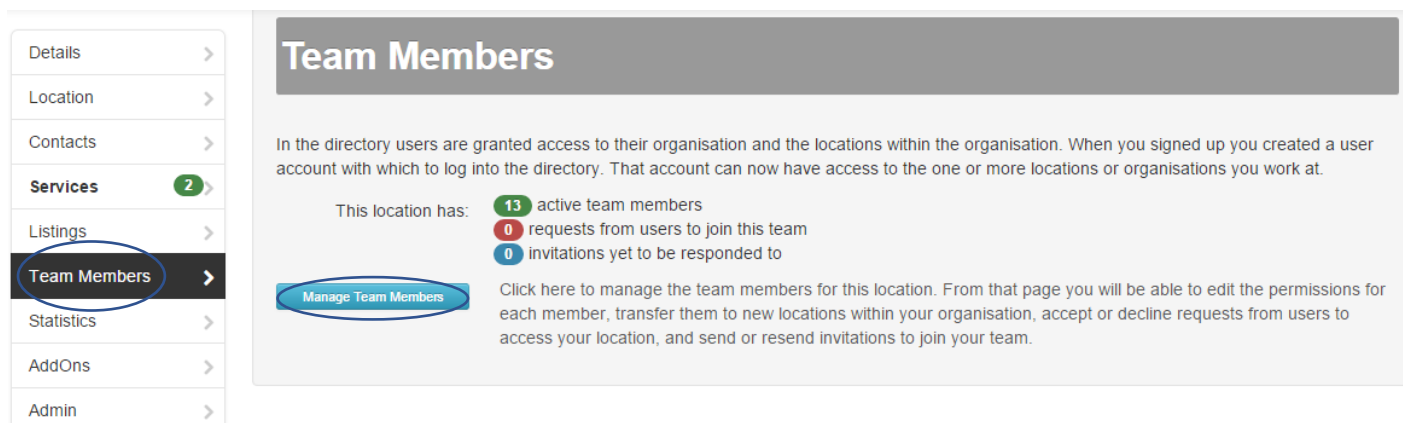 Details
Location
Contacts
Services 2
Listings
Team Members
Statistics
AddOns
Admin
Team Members
In the directory users are granted access to their organisation and the locations within the organisation. When you signed up you created a user
account with which to log into the directory. That account can now have access to the one or more locations or organisations you work at.
This location has: 13 active team members
0 requests from users to join this team
0 invitations yet to be responded to
Manage Team Members
Click here to manage the team members for this location. From that page you will be able to edit the permissions for
each member, transfer them to new locations within your organisation, accept or decline requests from users to
access your location, and send or resend invitations to join your team.